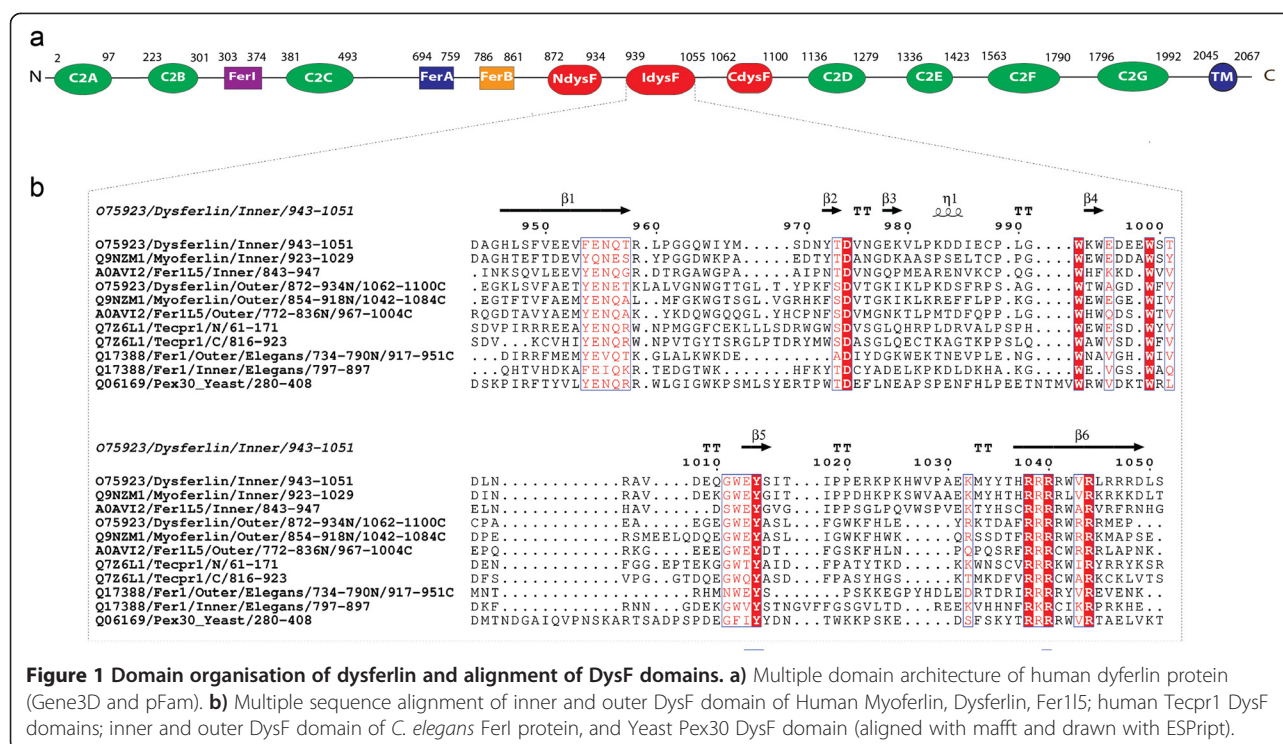 a
2 97 223 301 303 374 381 493 694 759 786 861 872 934 939 1055 1062 1100 1136 1279 1336 1423 1563 1790 1796 1992 2045 2067
N C2A C2B FerI C2C FerA FerB NdysF IdysF CdysF C2D C2E C2F C2G TM C
b
O75923/Dysferlin/Inner/943-1051 β1 β2 TT β3 η1 TT β4
950 960 970 980 990 1000
O75923/Dysferlin/Inner/943-1051 DAGHLSFVEEVFENQTR.LPGGQWIYM.....SDNYTDVNGEKVLPKDDIECP.LG....WKWEDEEWST
Q9NZM1/Myoferlin/Inner/923-1029 DAGHTEFTDEVYQNESR.YPGGDWKPA.....EDTYTDANGDKAASPSELTCP.PG....WEWEDDAWSY
A0AVI2/Fer1L5/Inner/843-947 .INKSQVLEEVYENQGR.DTRGAWGPA.....AIPNTDVNGQPMEARENVKCP.QG....WHFKKD.WVV
O75923/Dysferlin/Outer/872-934N/1062-1100C EGKLSVFAETYENETKLALVGNWGTTGL.TYPKFSDVTGKIKLPKDSFRPSAG....WTWAGD.WFV
Q9NZM1/Myoferlin/Outer/854-918N/1042-1084C .EGTFTVFAEMYENQAL.MFGKWGTSGL.VGRHKFSDVTGKIKLKREFFLPPKG....WEWEGE.WIV
A0AVI2/Fer1L5/Outer/772-836N/967-1004C RQGDTAVYAEMYENQAK.YKDQWGQQGL.YHCPNFSDVMGNKTLPMTDFQPPLG....WHWQDS.WTV
Q7Z6L1/Tecpr1/N/61-171 SDVPIRRREEAYENQRW.NPMGGFCEKLLLSDRWGWSDVSGLQHRPLDRVALPSPH....WEWESD.WYV
Q7Z6L1/Tecpr1/C/816-923 SDV..KCVHIYENQRW.NPVTGYTSRGLPTDRYMWSDASGLQECTKAGTKPPSLQ....WAWVSD.WFV
Q17388/Fer1/Outer/Elegans/734-790N/917-951C ...DIRRFMEMYEVQTK.GLALKWKDE........ADIYDGKWEKTNEVPPLNG....WNAVGH.WIV
Q17388/Fer1/Inner/Elegans/797-897 ..QHTVHDKAFEIQKR.TEDGTWK......HFKYTDCYADELKPKDLDKHA.KG....WE.VGS.WAQ
Q06169/Pex30_Yeast/280-408 DSKPIRFTYVLYENQRR.WLGIGWKPSMLSYERTPWTDEFLNEAPSPENFHLPEETNTMVWRWVDKTWRL
O75923/Dysferlin/Inner/943-1051 TT β5 TT TT β6
1010 1020 1030 1040 1050
O75923/Dysferlin/Inner/943-1051 DLN.........RAV....DEQGWEYSIT..IPPERKPKHWVPAEKMYYTHRRRRWVRLRRRDLS
Q9NZM1/Myoferlin/Inner/923-1029 DIN.........RAV....DEKGWEYGIT..IPPDHKPKSWVAAEKMYHTHRRRRLVRKRKKDLT
A0AVI2/Fer1L5/Inner/843-947 ELN.........HAV....DSKGWEYGVG..IPPSGLPQVWSPVEKTYHSCRRRRWARVRFRNHG
O75923/Dysferlin/Outer/872-934N/1062-1100C CPA.........EA.....EGEGWEYASL..FGWKFHLE....YRKTDAFRRRRWRRRMEP...
Q9NZM1/Myoferlin/Outer/854-918N/1042-1084C DPE.........RSMEELQDQEGWEYASL..IGWKFHWK....QRSSDTFRRRRWRRKMAPSE.
A0AVI2/Fer1L5/Outer/772-836N/967-1004C EPQ.........RKG....EEEGWEYDT...FGSKFHLN....PQPQSRFRRRCWRRRLAPNK.
Q7Z6L1/Tecpr1/N/61-171 DEN.........FGG.EPTEKGGWTYAID..FPATYTKD....KKWNSCVRRRRWIRYRRYKSR
Q7Z6L1/Tecpr1/C/816-923 DFS.........VPG..GTDQEGWQYASD..FPASYHGS....KTMKDFVRRRRWARKCKLVTS
Q17388/Fer1/Outer/Elegans/734-790N/917-951C MNT.........RHMNWEYS...PSKKEGPYHDLEDRTDRIRRRRWVREVENK..
Q17388/Fer1/Inner/Elegans/797-897 DKF.........RNN..GDEKGWVYSTNGVFFGSGVLTD..REEKVHHNFRRRCIKRPRKHE..
Q06169/Pex30_Yeast/280-408 DMTNDGAIQVPNSKARTSADPSPDEGFIYYDN..TWKKPSKE....DSFSKYTRRRRWVRTAELVKT
Figure 1 Domain organisation of dysferlin and alignment of DysF domains. a) Multiple domain architecture of human dyferlin protein
(Gene3D and pFam). b) Multiple sequence alignment of inner and outer DysF domain of Human Myoferlin, Dysferlin, Fer1l5; human Tecpr1 DysF
domains; inner and outer DysF domain of C. elegans FerI protein, and Yeast Pex30 DysF domain (aligned with mafft and drawn with ESPript).